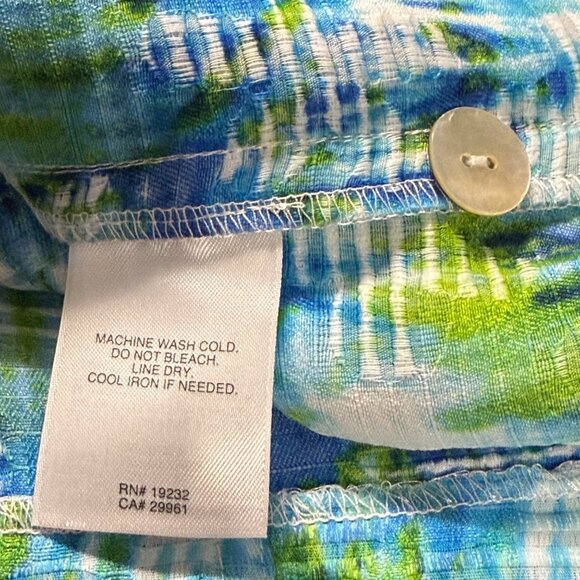 MACHINE WASH COLD.
DO NOT BLEACH.
LINE DRY.
COOL IRON IF NEEDED.
RN# 19232
CA# 29961